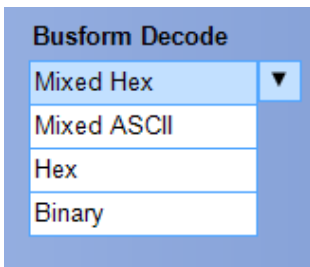 Busform Decode
Mixed Hex ▼
Mixed ASCII
Hex
Binary